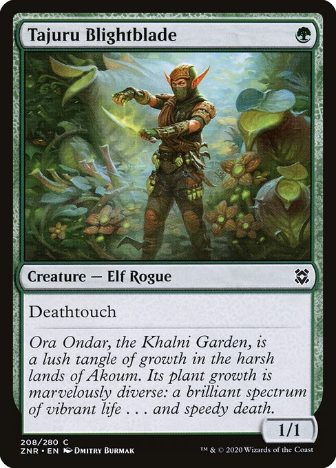 Tajuru Blightblade
Creature — Elf Rogue
Deathtouch
Ora Ondar, the Khalni Garden, is
a lush tangle of growth in the harsh
lands of Akoum. Its plant growth is
marvelously diverse: a brilliant spectrum
of vibrant life . . . and speedy death.
1/1
208/280 C
ZNR • EN Dmitry Burmak
™ & © 2020 Wizards of the Coast